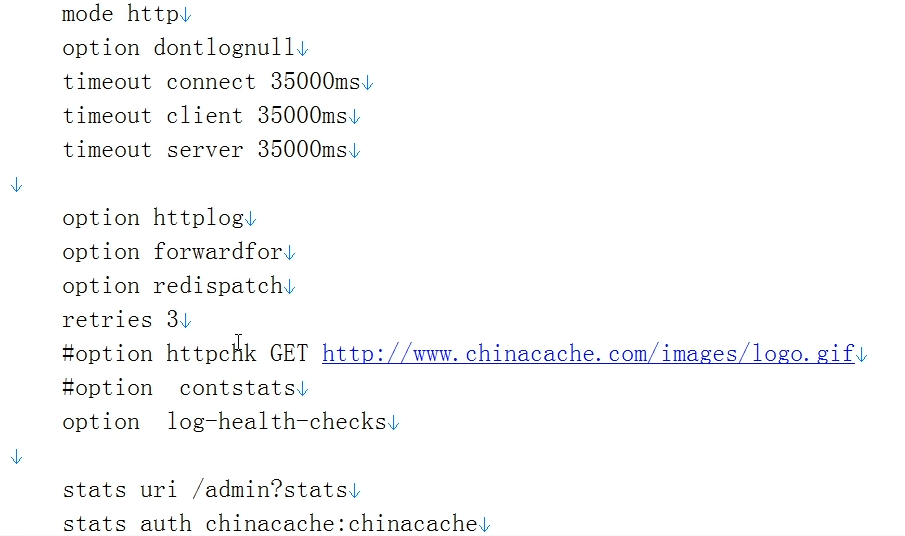 mode http↓
option dontlognull↓
timeout connect 35000ms↓
timeout client 35000ms↓
timeout server 35000ms↓
↓
option httplog↓
option forwardfor↓
option redispatch↓
retries 3↓
#option httpchk GET http://www.chinacache.com/images/logo.gif↓
#option  contstats↓
option  log-health-checks↓
↓
stats uri /admin?stats↓
stats auth chinacache:chinacache↓